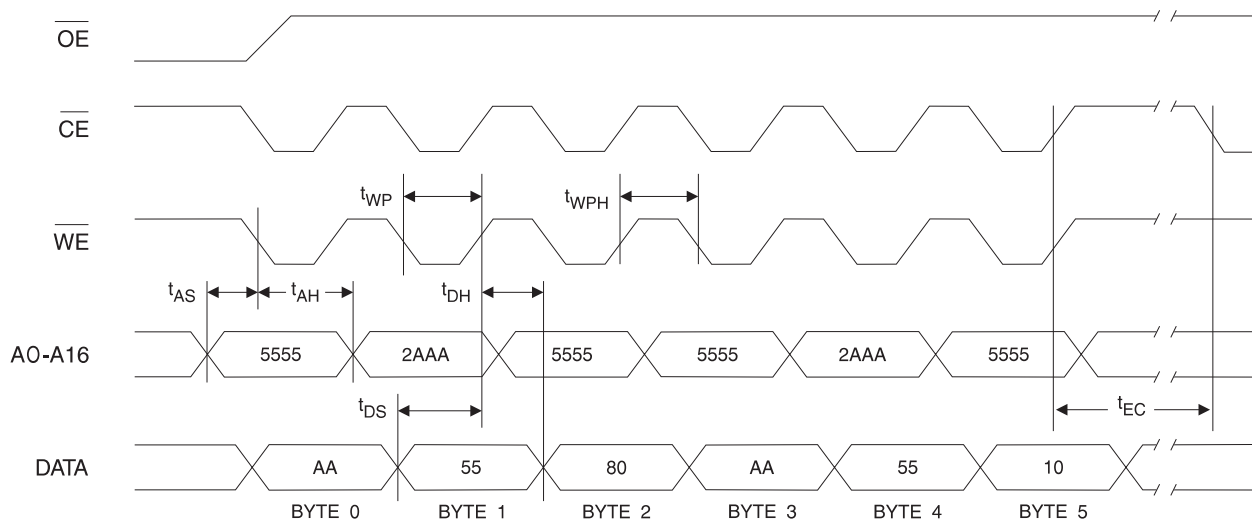 OE
CE
tWP
tWPH
WE
tAS
tAH
tDH
A0-A16
5555
2AAA
5555
5555
2AAA
5555
tDS
tEC
DATA
AA
55
80
AA
55
10
BYTE 0
BYTE 1
BYTE 2
BYTE 3
BYTE 4
BYTE 5